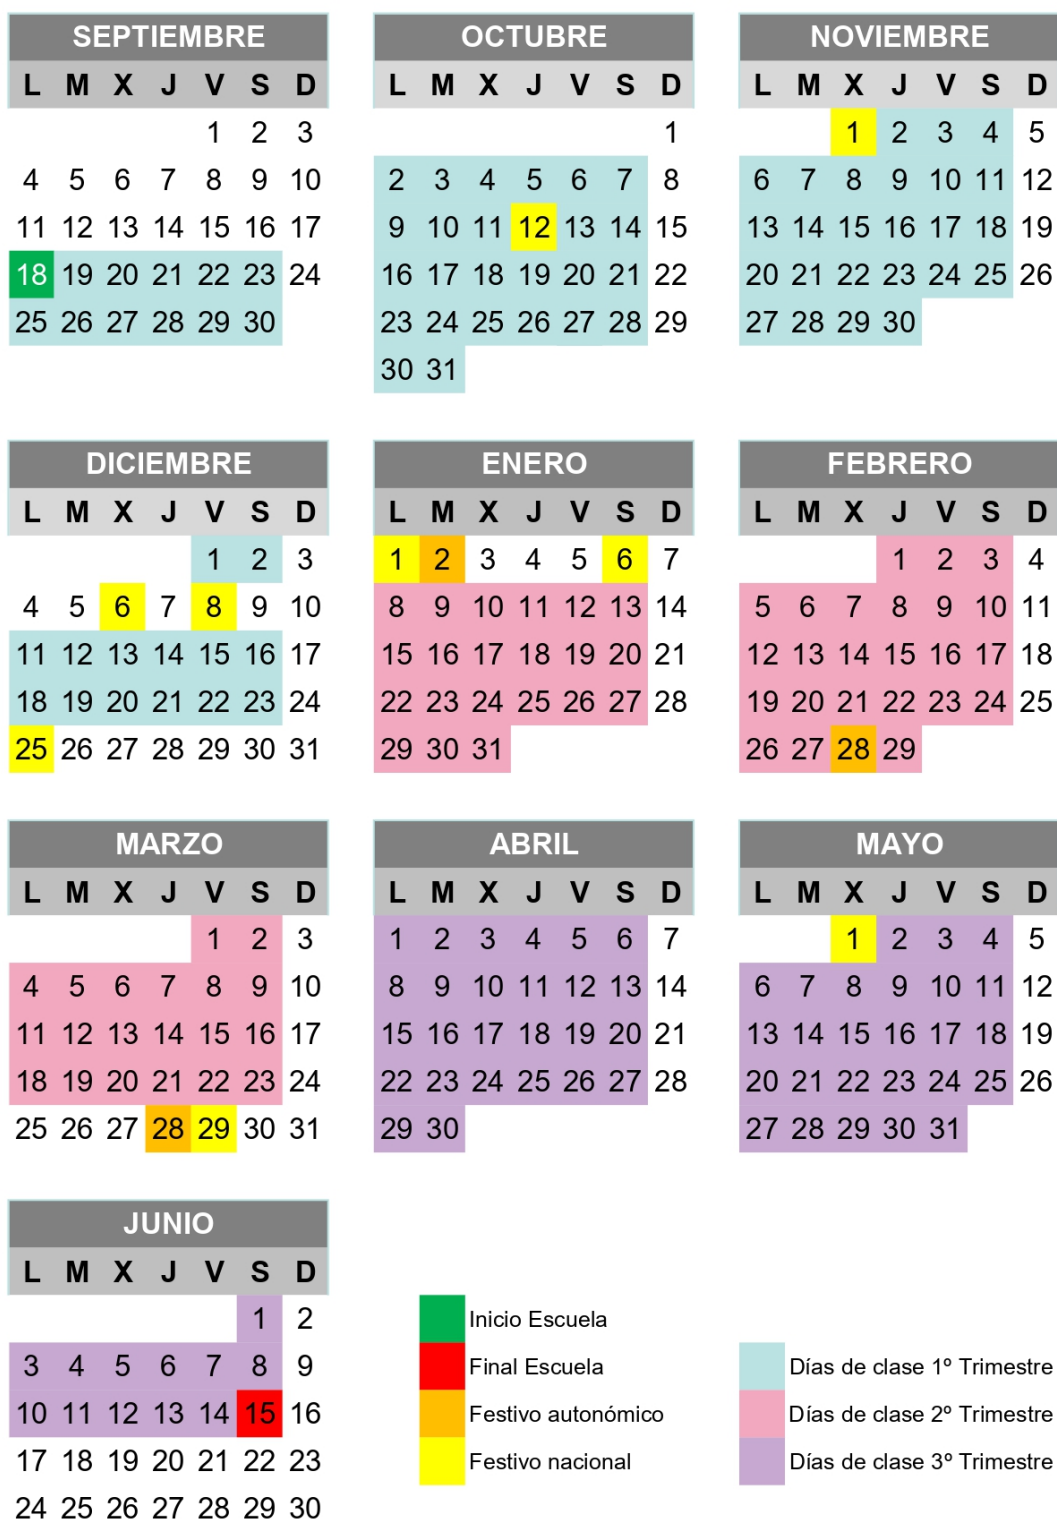 SEPTIEMBRE
L M X J V S D
1 2 3
4 5 6 7 8 9 10
11 12 13 14 15 16 17
18 19 20 21 22 23 24
25 26 27 28 29 30
OCTUBRE
L M X J V S D
1
2 3 4 5 6 7 8
9 10 11 12 13 14 15
16 17 18 19 20 21 22
23 24 25 26 27 28 29
30 31
NOVIEMBRE
L M X J V S D
1 2 3 4 5
6 7 8 9 10 11 12
13 14 15 16 17 18 19
20 21 22 23 24 25 26
27 28 29 30
DICIEMBRE
L M X J V S D
1 2 3
4 5 6 7 8 9 10
11 12 13 14 15 16 17
18 19 20 21 22 23 24
25 26 27 28 29 30 31
ENERO
L M X J V S D
1 2 3 4 5 6 7
8 9 10 11 12 13 14
15 16 17 18 19 20 21
22 23 24 25 26 27 28
29 30 31
FEBRERO
L M X J V S D
1 2 3 4
5 6 7 8 9 10 11
12 13 14 15 16 17 18
19 20 21 22 23 24 25
26 27 28 29
MARZO
L M X J V S D
1 2 3
4 5 6 7 8 9 10
11 12 13 14 15 16 17
18 19 20 21 22 23 24
25 26 27 28 29 30 31
ABRIL
L M X J V S D
1 2 3 4 5 6 7
8 9 10 11 12 13 14
15 16 17 18 19 20 21
22 23 24 25 26 27 28
29 30
MAYO
L M X J V S D
1 2 3 4 5
6 7 8 9 10 11 12
13 14 15 16 17 18 19
20 21 22 23 24 25 26
27 28 29 30 31
JUNIO
L M X J V S D
1 2
3 4 5 6 7 8 9
10 11 12 13 14 15 16
17 18 19 20 21 22 23
24 25 26 27 28 29 30
Inicio Escuela
Final Escuela
Festivo autonómico
Festivo nacional
Días de clase 1º Trimestre
Días de clase 2º Trimestre
Días de clase 3º Trimestre